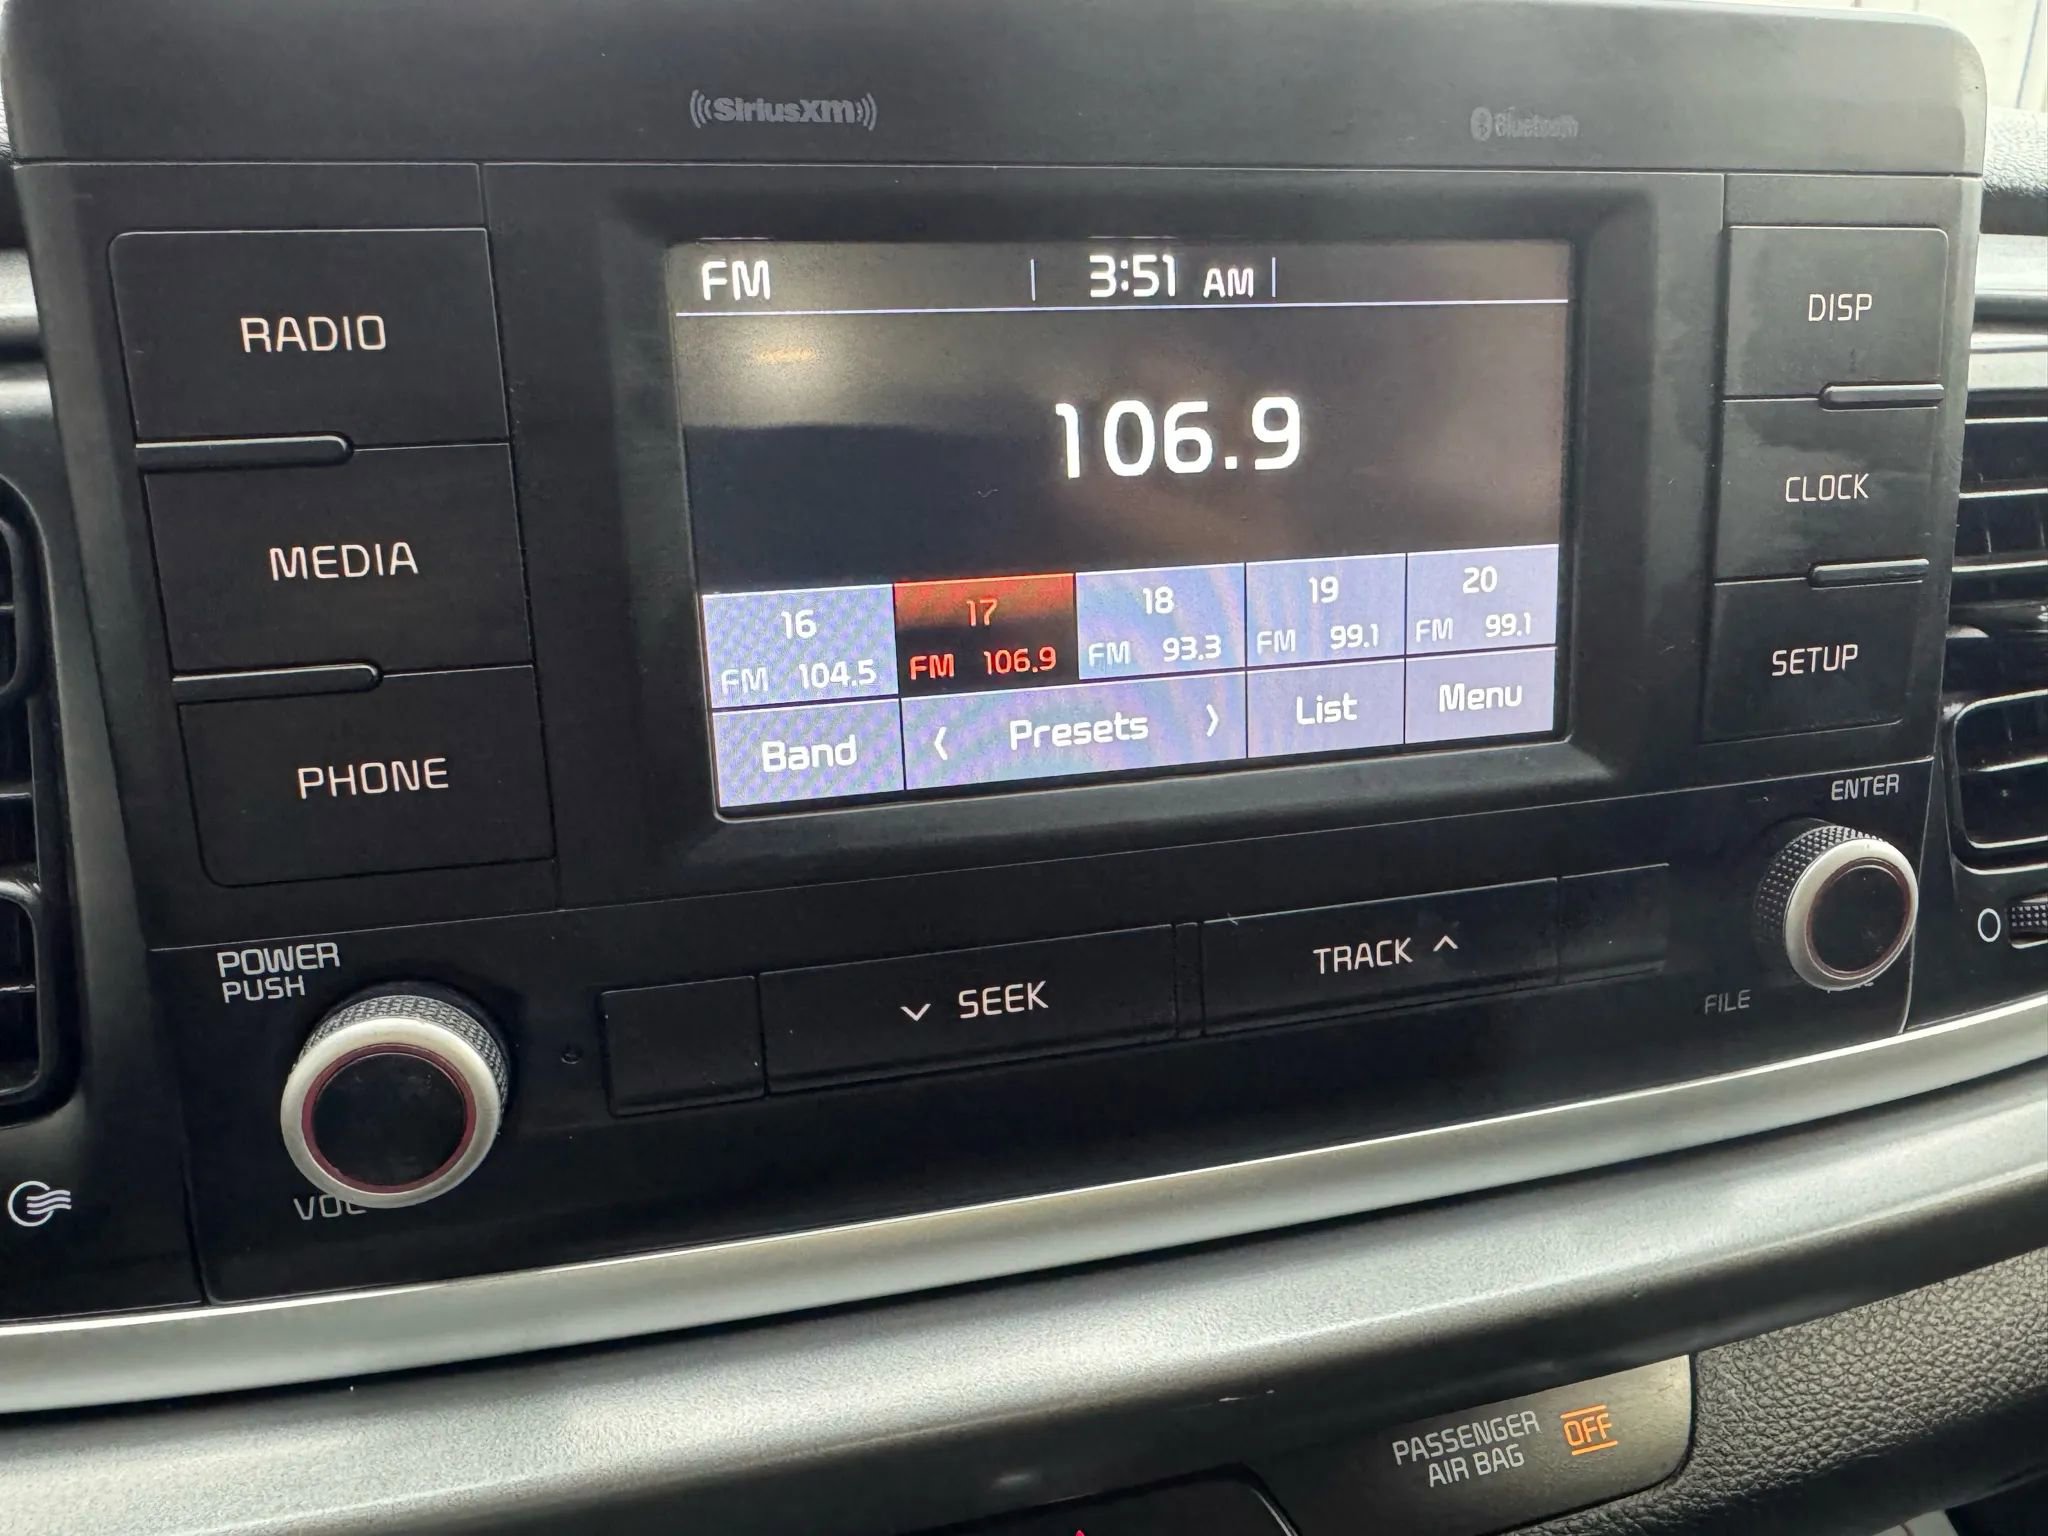 SiriusXM
Bluetooth
RADIO
MEDIA
PHONE
FM 3:51 AM
106.9
16 17 18 19 20
FM 104.5 FM 106.9 FM 93.3 FM 99.1 FM 99.1
Band < Presets > List Menu
DISP
CLOCK
SETUP
POWER
PUSH
VOL
SEEK
TRACK
ENTER
FILE
PASSENGER
AIR BAG
OFF